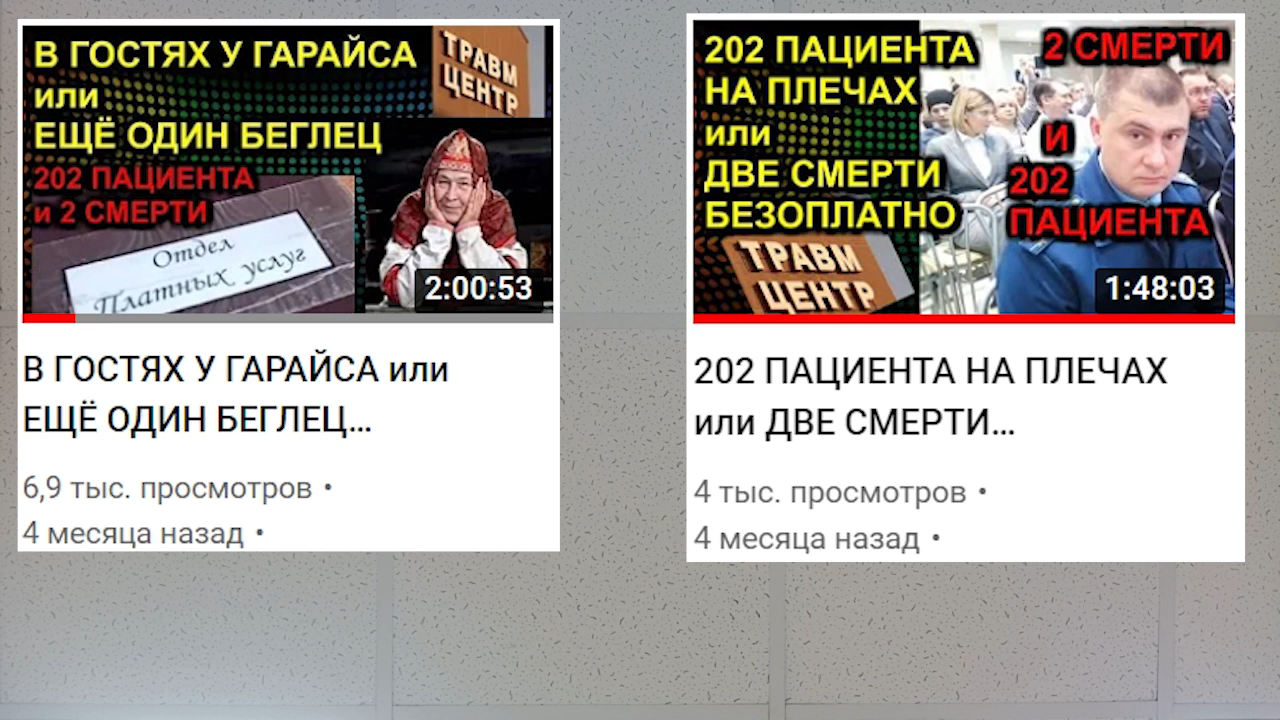 В ГОСТЯХ У ГАРАЙСА
или
ЕЩЁ ОДИН БЕГЛЕЦ
202 ПАЦИЕНТА
и 2 СМЕРТИ
ТРАВМ
ЦЕНТР
Отдел
Платных услуг
2:00:53
В ГОСТЯХ У ГАРАЙСА или
ЕЩЁ ОДИН БЕГЛЕЦ...
6,9 тыс. просмотров •
4 месяца назад •
202 ПАЦИЕНТА
НА ПЛЕЧАХ
или
ДВЕ СМЕРТИ
БЕЗОПЛАТНО
2 СМЕРТИ
И
202
ПАЦИЕНТА
ТРАВМ
ЦЕНТР
1:48:03
202 ПАЦИЕНТА НА ПЛЕЧАХ
или ДВЕ СМЕРТИ...
4 тыс. просмотров •
4 месяца назад •